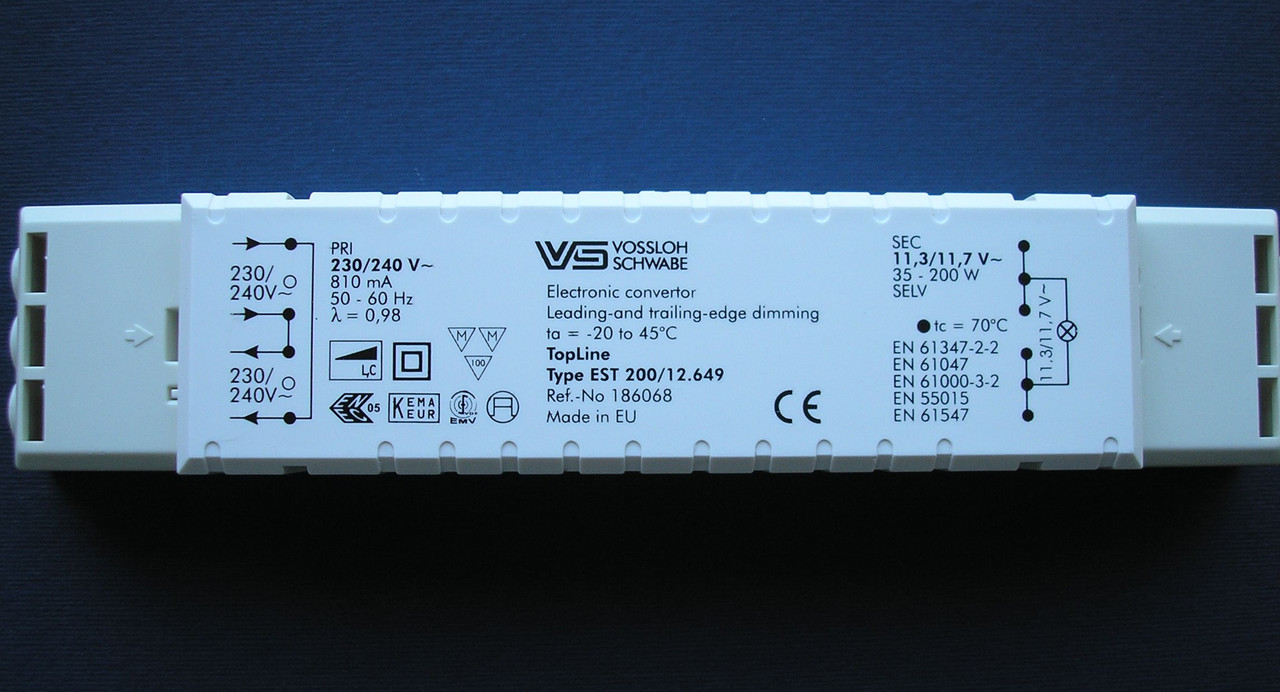 230/
240V~
230/
240V~
PRI
230/240 V~
810 mA
50 - 60 Hz
λ = 0,98
L,C
M M
100
05
KEMA
EUR
EMV
VS VOSSLOH
SCHWABE
Electronic convertor
Leading-and trailing-edge dimming
ta = -20 to 45°C
TopLine
Type EST 200/12.649
Ref.-No 186068
Made in EU
CE
SEC
11,3/11,7 V~
35 - 200 W
SELV
tc = 70°C
EN 61347-2-2
EN 61047
EN 61000-3-2
EN 55015
EN 61547
11.3/11,7 V~